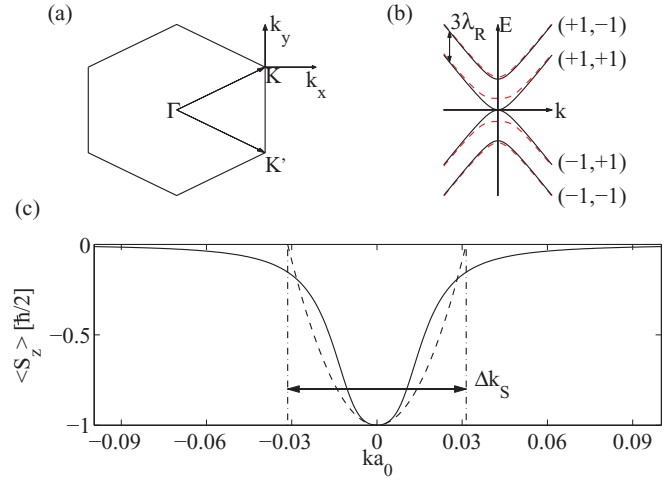 (a)
k_y
K
k_x
Γ
K'
(b)
3λ_R
E
(+1,−1)
(+1,+1)
k
(−1,+1)
(−1,−1)
(c)
<S_z> [ħ/2]
0
−0.5
−1
Δk_S
−0.09 −0.06 −0.03 0 0.03 0.06 0.09
ka_0